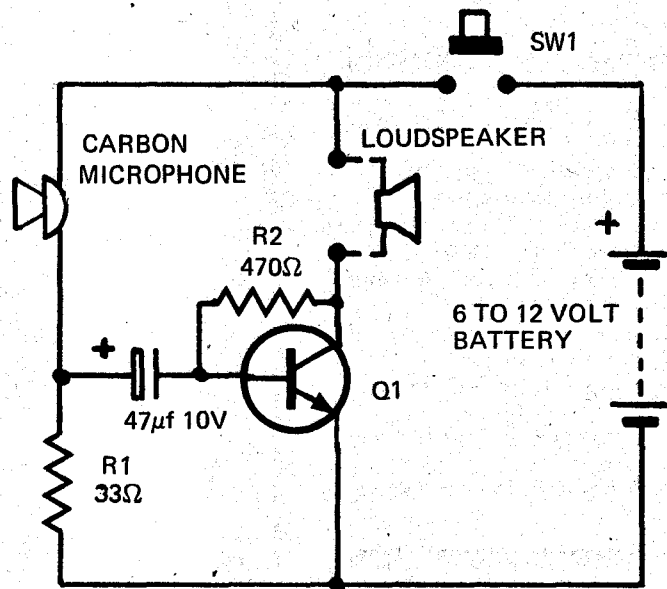 SW1
CARBON
MICROPHONE
LOUDSPEAKER
R2
470Ω
+
+
6 TO 12 VOLT
BATTERY
Q1
47µf 10V
R1
33Ω